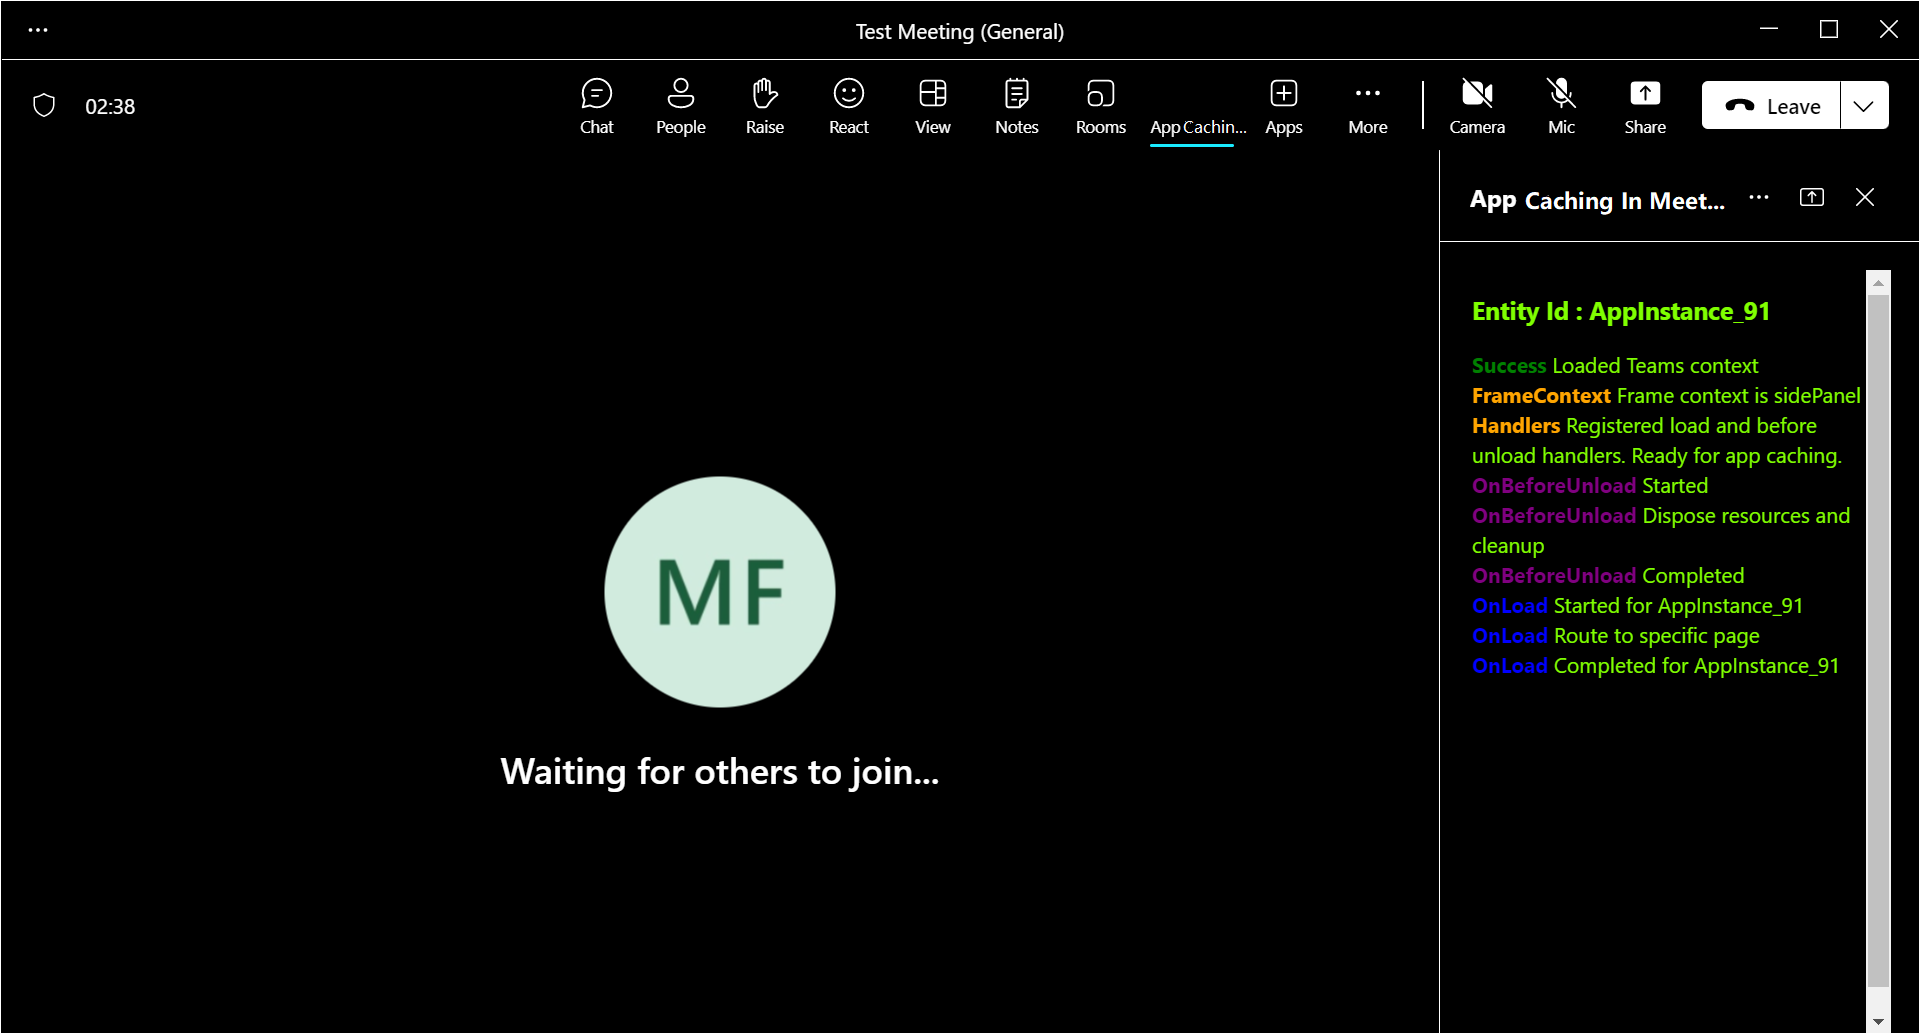 Test Meeting (General)
02:38
Chat
People
Raise
React
View
Notes
Rooms
App Cachin...
Apps
More
Camera
Mic
Share
Leave
App Caching In Meet...
Entity Id : AppInstance_91
Success Loaded Teams context
FrameContext Frame context is sidePanel
Handlers Registered load and before
unload handlers. Ready for app caching.
OnBeforeUnload Started
OnBeforeUnload Dispose resources and
cleanup
OnBeforeUnload Completed
OnLoad Started for AppInstance_91
OnLoad Route to specific page
OnLoad Completed for AppInstance_91
MF
Waiting for others to join...